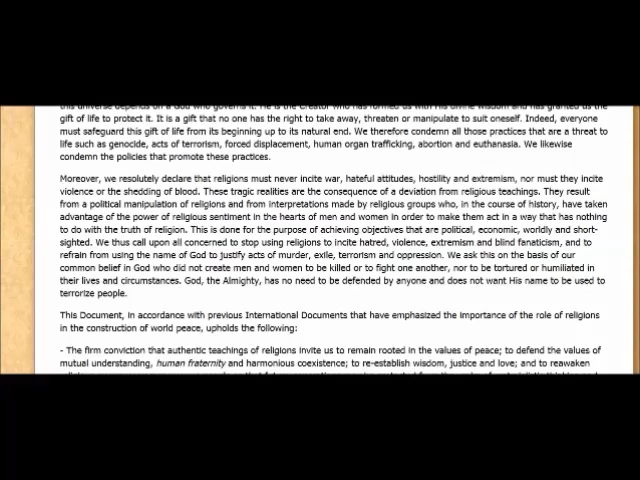 this universe depends on a God who governs it. He is the Creator who has formed us with His divine wisdom and has granted us the
gift of life to protect it. It is a gift that no one has the right to take away, threaten or manipulate to suit oneself. Indeed, everyone
must safeguard this gift of life from its beginning up to its natural end. We therefore condemn all those practices that are a threat to
life such as genocide, acts of terrorism, forced displacement, human organ trafficking, abortion and euthanasia. We likewise
condemn the policies that promote these practices.
Moreover, we resolutely declare that religions must never incite war, hateful attitudes, hostility and extremism, nor must they incite
violence or the shedding of blood. These tragic realities are the consequence of a deviation from religious teachings. They result
from a political manipulation of religions and from interpretations made by religious groups who, in the course of history, have taken
advantage of the power of religious sentiment in the hearts of men and women in order to make them act in a way that has nothing
to do with the truth of religion. This is done for the purpose of achieving objectives that are political, economic, worldly and short-
sighted. We thus call upon all concerned to stop using religions to incite hatred, violence, extremism and blind fanaticism, and to
refrain from using the name of God to justify acts of murder, exile, terrorism and oppression. We ask this on the basis of our
common belief in God who did not create men and women to be killed or to fight one another, nor to be tortured or humiliated in
their lives and circumstances. God, the Almighty, has no need to be defended by anyone and does not want His name to be used to
terrorize people.
This Document, in accordance with previous International Documents that have emphasized the importance of the role of religions
in the construction of world peace, upholds the following:
- The firm conviction that authentic teachings of religions invite us to remain rooted in the values of peace; to defend the values of
mutual understanding, human fraternity and harmonious coexistence; to re-establish wisdom, justice and love; and to reawaken